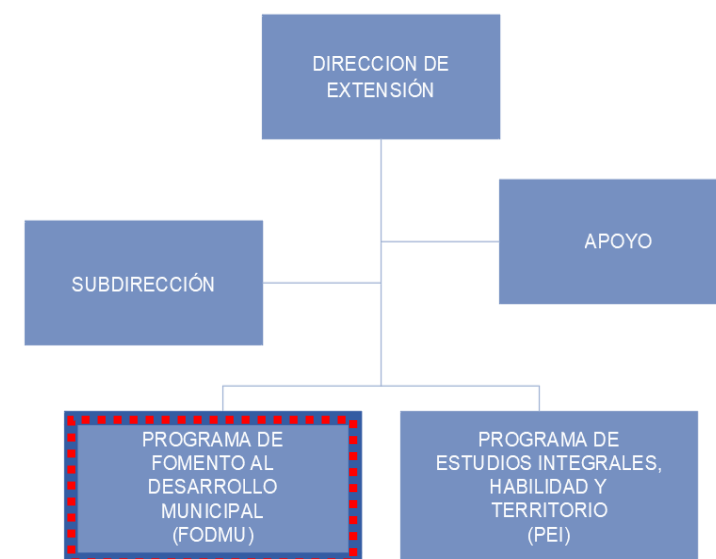 DIRECCION DE
EXTENSIÓN
APOYO
SUBDIRECCIÓN
PROGRAMA DE
FOMENTO AL
DESARROLLO
MUNICIPAL
(FODMU)
PROGRAMA DE
ESTUDIOS INTEGRALES,
HABILIDAD Y
TERRITORIO
(PEI)